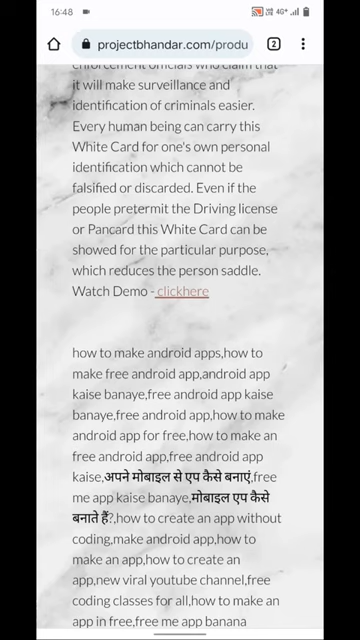 16:48
4G+
projectbhandar.com/produ
2
enforcement officials who claim that
it will make surveillance and
identification of criminals easier.
Every human being can carry this
White Card for one's own personal
identification which cannot be
falsified or discarded. Even if the
people pretermit the Driving license
or Pancard this White Card can be
showed for the particular purpose,
which reduces the person saddle.
Watch Demo - clickhere
how to make android apps,how to
make free android app,android app
kaise banaye,free android app kaise
banaye,free android app,how to make
android app for free,how to make an
free android app,free android app
kaise,अपने मोबाइल से एप कैसे बनाएं,free
me app kaise banaye,मोबाइल एप कैसे
बनाते हैं?,how to create an app without
coding,make android app,how to
make an app,how to create an
app,new viral youtube channel,free
coding classes for all,how to make an
app in free,free me app banana